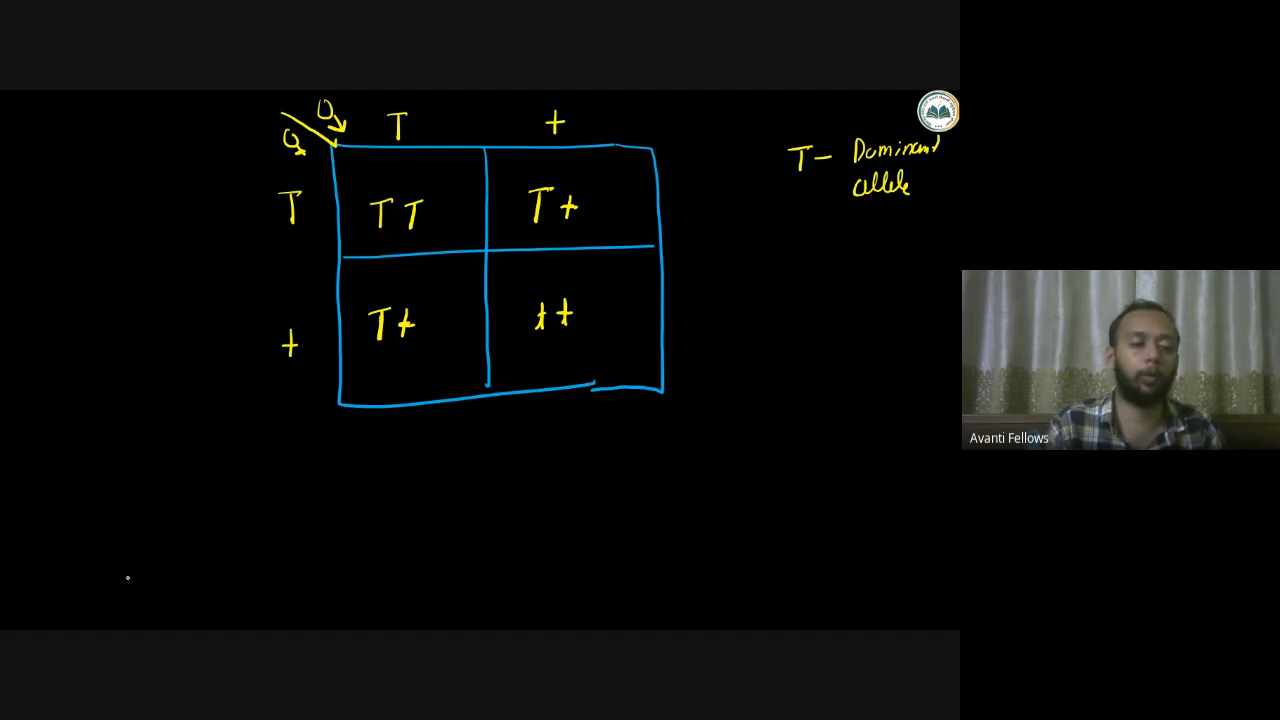 ♂ T t
♀
T TT Tt
t Tt tt
T - Dominant
allele
Avanti Fellows